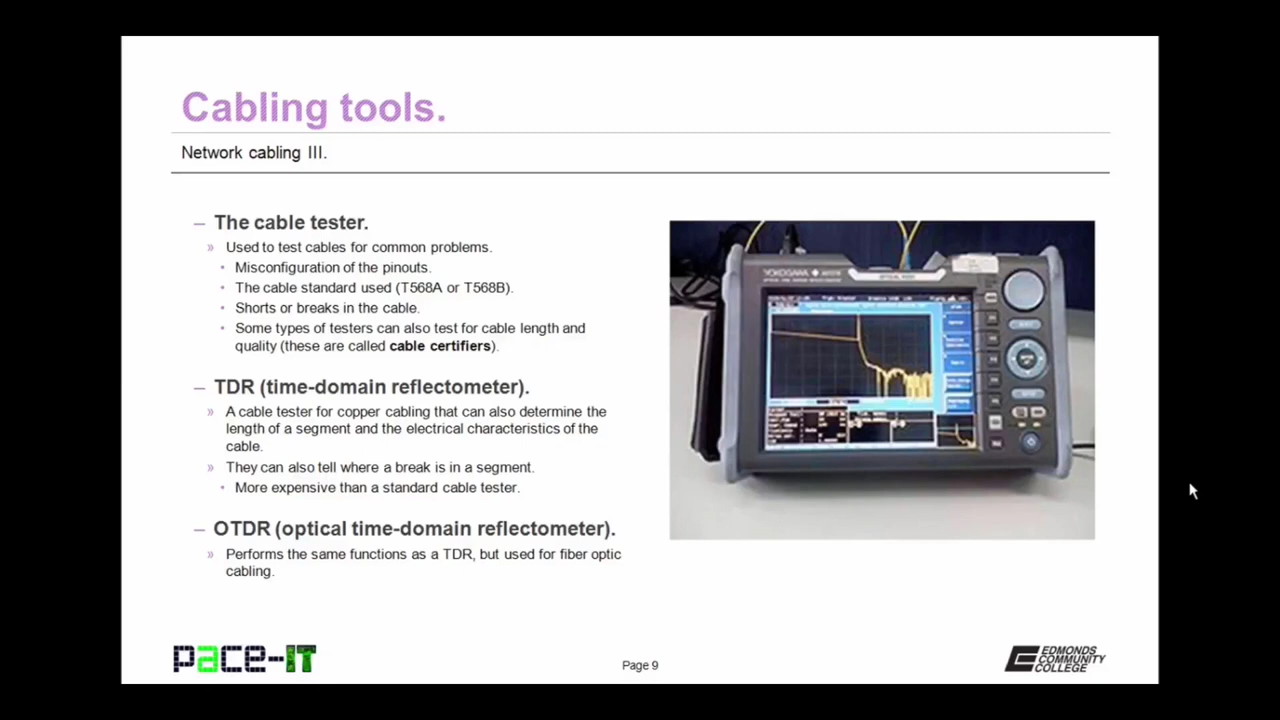 Cabling tools.
Network cabling III.
– The cable tester.
» Used to test cables for common problems.
• Misconfiguration of the pinouts.
• The cable standard used (T568A or T568B).
• Shorts or breaks in the cable.
• Some types of testers can also test for cable length and
quality (these are called cable certifiers).
– TDR (time-domain reflectometer).
» A cable tester for copper cabling that can also determine the
length of a segment and the electrical characteristics of the
cable.
» They can also tell where a break is in a segment.
• More expensive than a standard cable tester.
– OTDR (optical time-domain reflectometer).
» Performs the same functions as a TDR, but used for fiber optic
cabling.
YOKOGAWA
pace-IT
Page 9
EDMONDS
COMMUNITY
COLLEGE